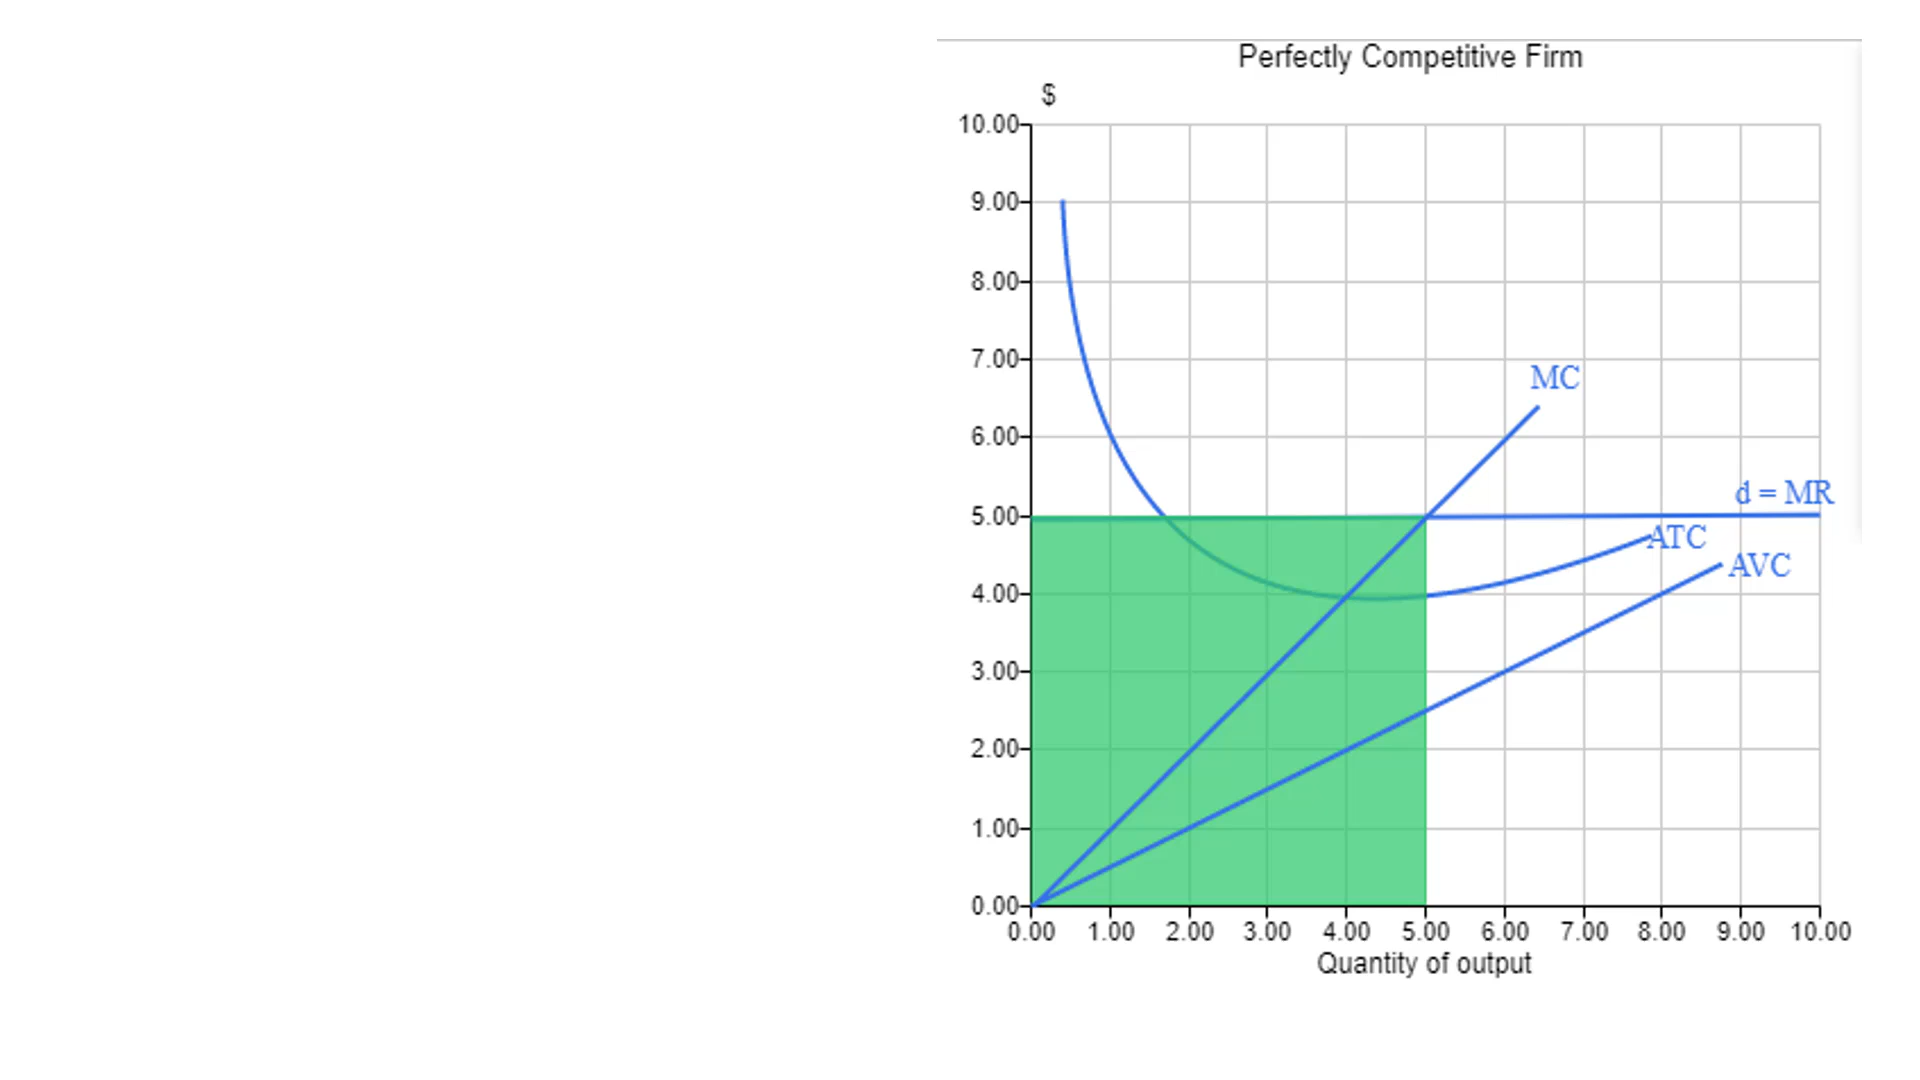 Perfectly Competitive Firm
$
10.00
9.00
8.00
7.00
MC
6.00
d = MR
5.00
ATC
AVC
4.00
3.00
2.00
1.00
0.00
0.00 1.00 2.00 3.00 4.00 5.00 6.00 7.00 8.00 9.00 10.00
Quantity of output